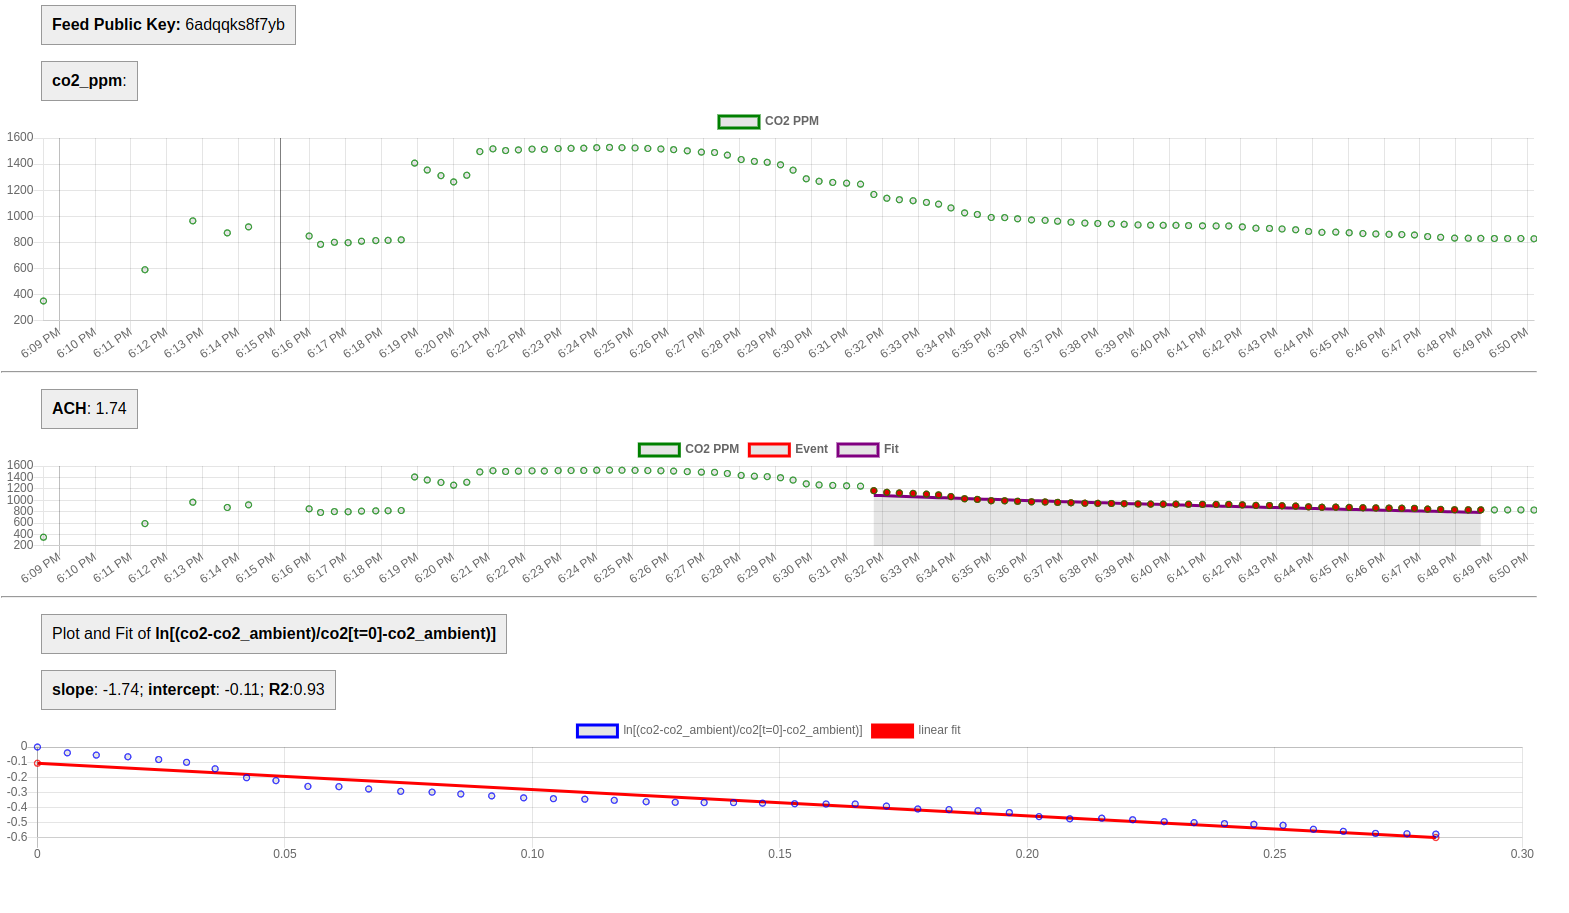 Feed Public Key: 6adqqks8f7yb
co2_ppm:
CO2 PPM
1600
1400
1200
1000
800
600
400
200
6:09 PM 6:10 PM 6:11 PM 6:12 PM 6:13 PM 6:14 PM 6:15 PM 6:16 PM 6:17 PM 6:18 PM 6:19 PM 6:20 PM 6:21 PM 6:22 PM 6:23 PM 6:24 PM 6:25 PM 6:26 PM 6:27 PM 6:28 PM 6:29 PM 6:30 PM 6:31 PM 6:32 PM 6:33 PM 6:34 PM 6:35 PM 6:36 PM 6:37 PM 6:38 PM 6:39 PM 6:40 PM 6:41 PM 6:42 PM 6:43 PM 6:44 PM 6:45 PM 6:46 PM 6:47 PM 6:48 PM 6:49 PM 6:50 PM
ACH: 1.74
CO2 PPM Event Fit
1600
1400
1200
1000
800
600
400
200
6:09 PM 6:10 PM 6:11 PM 6:12 PM 6:13 PM 6:14 PM 6:15 PM 6:16 PM 6:17 PM 6:18 PM 6:19 PM 6:20 PM 6:21 PM 6:22 PM 6:23 PM 6:24 PM 6:25 PM 6:26 PM 6:27 PM 6:28 PM 6:29 PM 6:30 PM 6:31 PM 6:32 PM 6:33 PM 6:34 PM 6:35 PM 6:36 PM 6:37 PM 6:38 PM 6:39 PM 6:40 PM 6:41 PM 6:42 PM 6:43 PM 6:44 PM 6:45 PM 6:46 PM 6:47 PM 6:48 PM 6:49 PM 6:50 PM
Plot and Fit of ln[(co2-co2_ambient)/co2[t=0]-co2_ambient)]
slope: -1.74; intercept: -0.11; R2:0.93
ln[(co2-co2_ambient)/co2[t=0]-co2_ambient)] linear fit
0
-0.1
-0.2
-0.3
-0.4
-0.5
-0.6
0 0.05 0.10 0.15 0.20 0.25 0.30